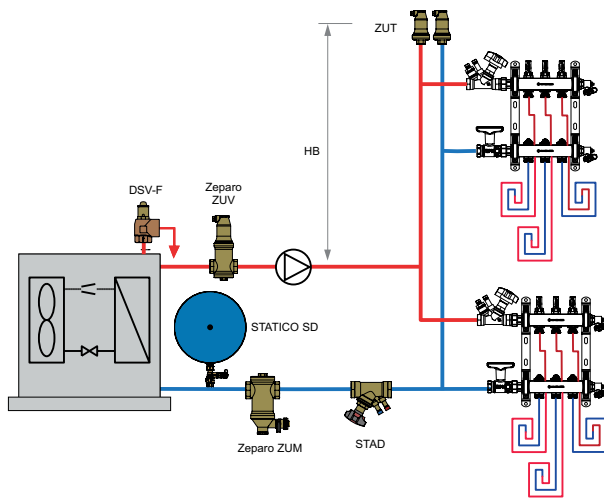 ZUT
HB
DSV-F
Zeparo
ZUV
STATICO SD
Zeparo ZUM
STAD